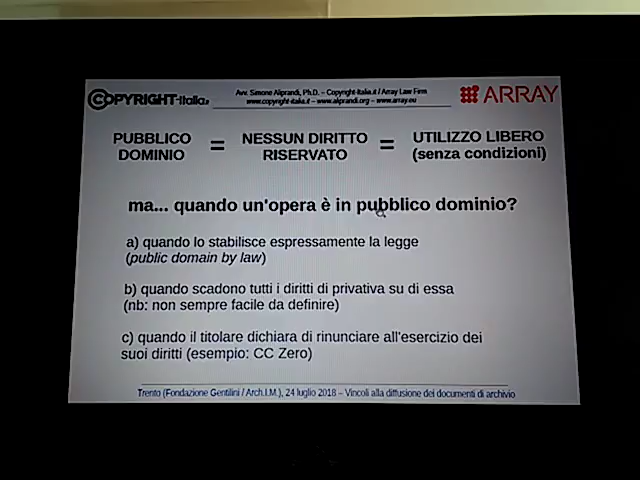 COPYRIGHT-Italia.it
Avv. Simone Aliprandi, Ph.D. – Copyright-Italia.it / Array Law Firm
www.copyright-italia.it – www.aliprandi.org – www.array.eu
ARRAY
PUBBLICO DOMINIO = NESSUN DIRITTO RISERVATO = UTILIZZO LIBERO (senza condizioni)
ma... quando un'opera è in pubblico dominio?
a) quando lo stabilisce espressamente la legge
(public domain by law)
b) quando scadono tutti i diritti di privativa su di essa
(nb: non sempre facile da definire)
c) quando il titolare dichiara di rinunciare all'esercizio dei
suoi diritti (esempio: CC Zero)
Trento (Fondazione Gentilini / Arch.I.M.), 24 luglio 2018 – Vincoli alla diffusione dei documenti di archivio